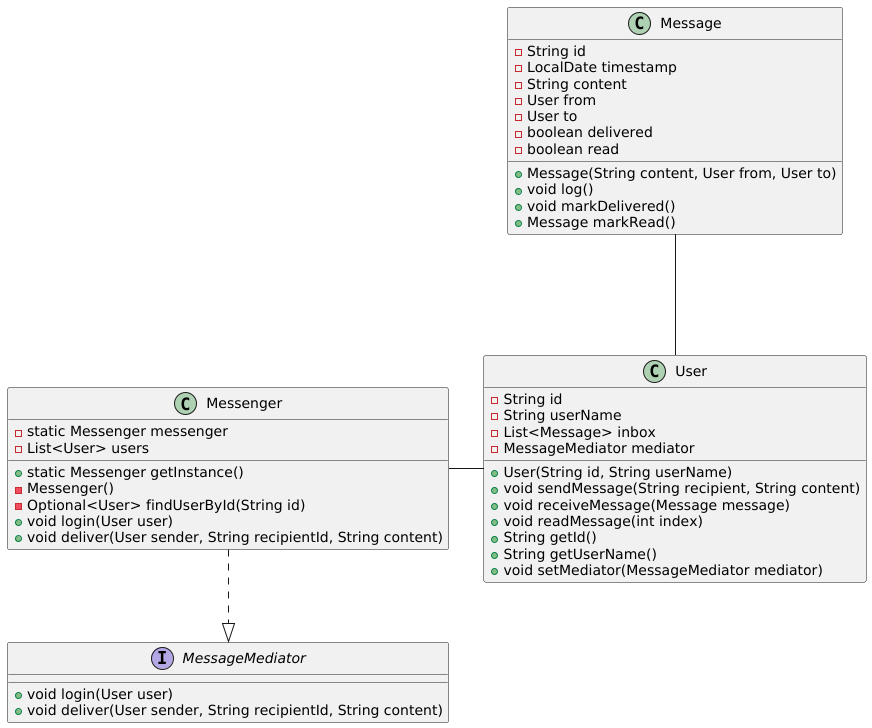 C Message
String id
LocalDate timestamp
String content
User from
User to
boolean delivered
boolean read
Message(String content, User from, User to)
void log()
void markDelivered()
Message markRead()
C User
String id
String userName
List<Message> inbox
MessageMediator mediator
User(String id, String userName)
void sendMessage(String recipient, String content)
void receiveMessage(Message message)
void readMessage(int index)
String getId()
String getUserName()
void setMediator(MessageMediator mediator)
C Messenger
static Messenger messenger
List<User> users
static Messenger getInstance()
Messenger()
Optional<User> findUserById(String id)
void login(User user)
void deliver(User sender, String recipientId, String content)
I MessageMediator
void login(User user)
void deliver(User sender, String recipientId, String content)